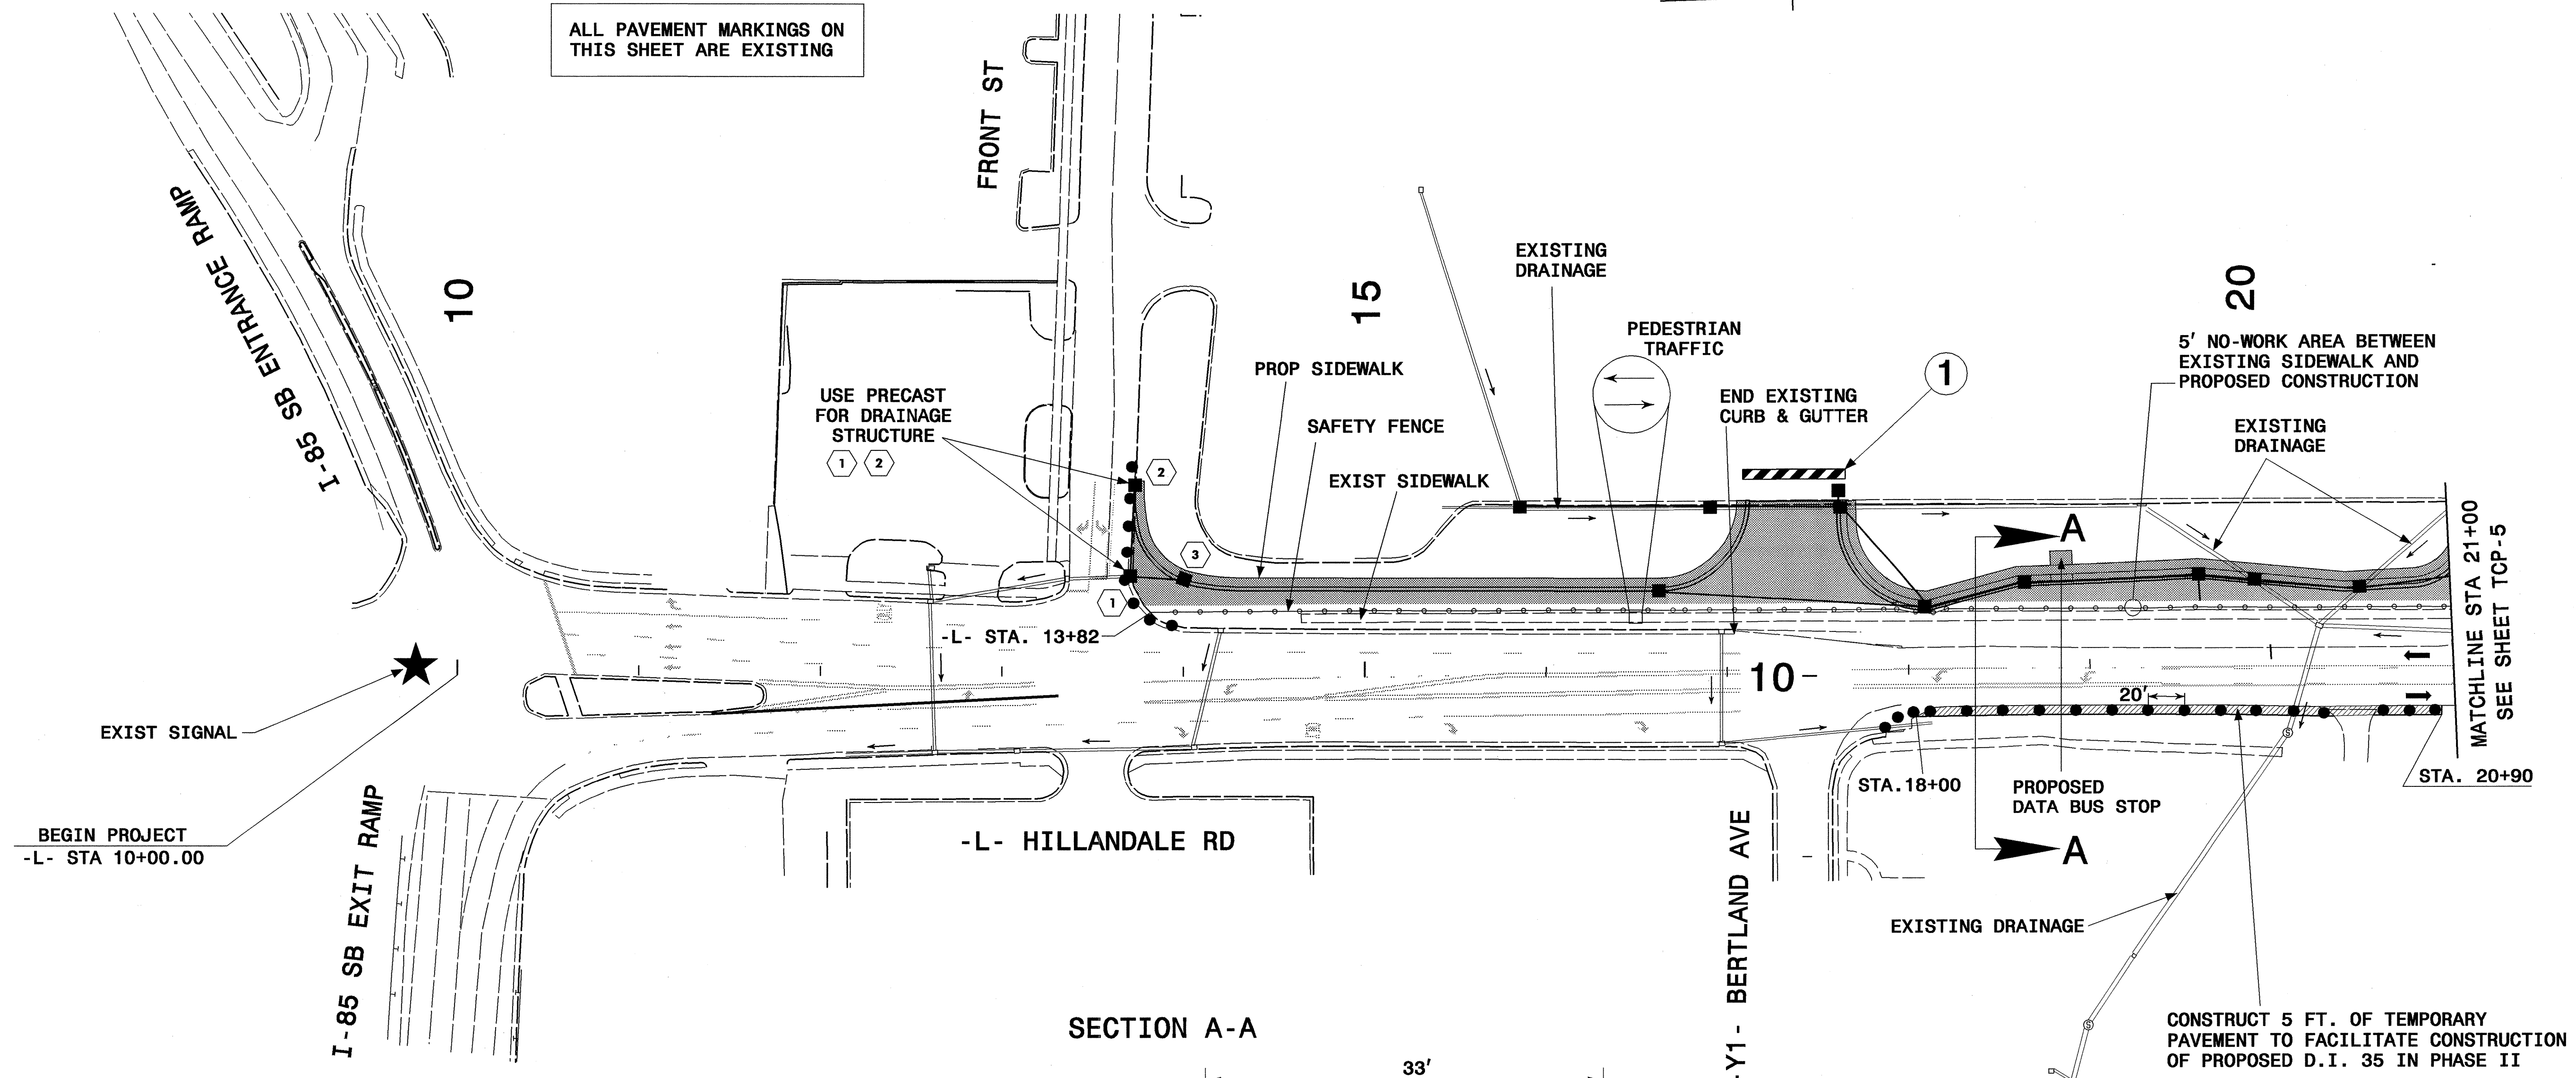 ALL PAVEMENT MARKINGS ON
THIS SHEET ARE EXISTING
FRONT ST
I-85 SB ENTRANCE RAMP
10
15
20
EXISTING
DRAINAGE
PEDESTRIAN
TRAFFIC
1
5' NO-WORK AREA BETWEEN
EXISTING SIDEWALK AND
PROPOSED CONSTRUCTION
PROP SIDEWALK
USE PRECAST
FOR DRAINAGE
STRUCTURE
1 2
END EXISTING
CURB & GUTTER
SAFETY FENCE
EXISTING
DRAINAGE
EXIST SIDEWALK
2
3
1
A
MATCHLINE STA 21+00
SEE SHEET TCP-5
-L- STA. 13+82
10-
20'
EXIST SIGNAL
S
STA.18+00
PROPOSED
DATA BUS STOP
STA. 20+90
BEGIN PROJECT
-L- STA 10+00.00
I-85 SB EXIT RAMP
-L- HILLANDALE RD
-Y1- BERTLAND AVE
A
EXISTING DRAINAGE
S
SECTION A-A
33'
CONSTRUCT 5 FT. OF TEMPORARY
PAVEMENT TO FACILITATE CONSTRUCTION
OF PROPOSED D.I. 35 IN PHASE II